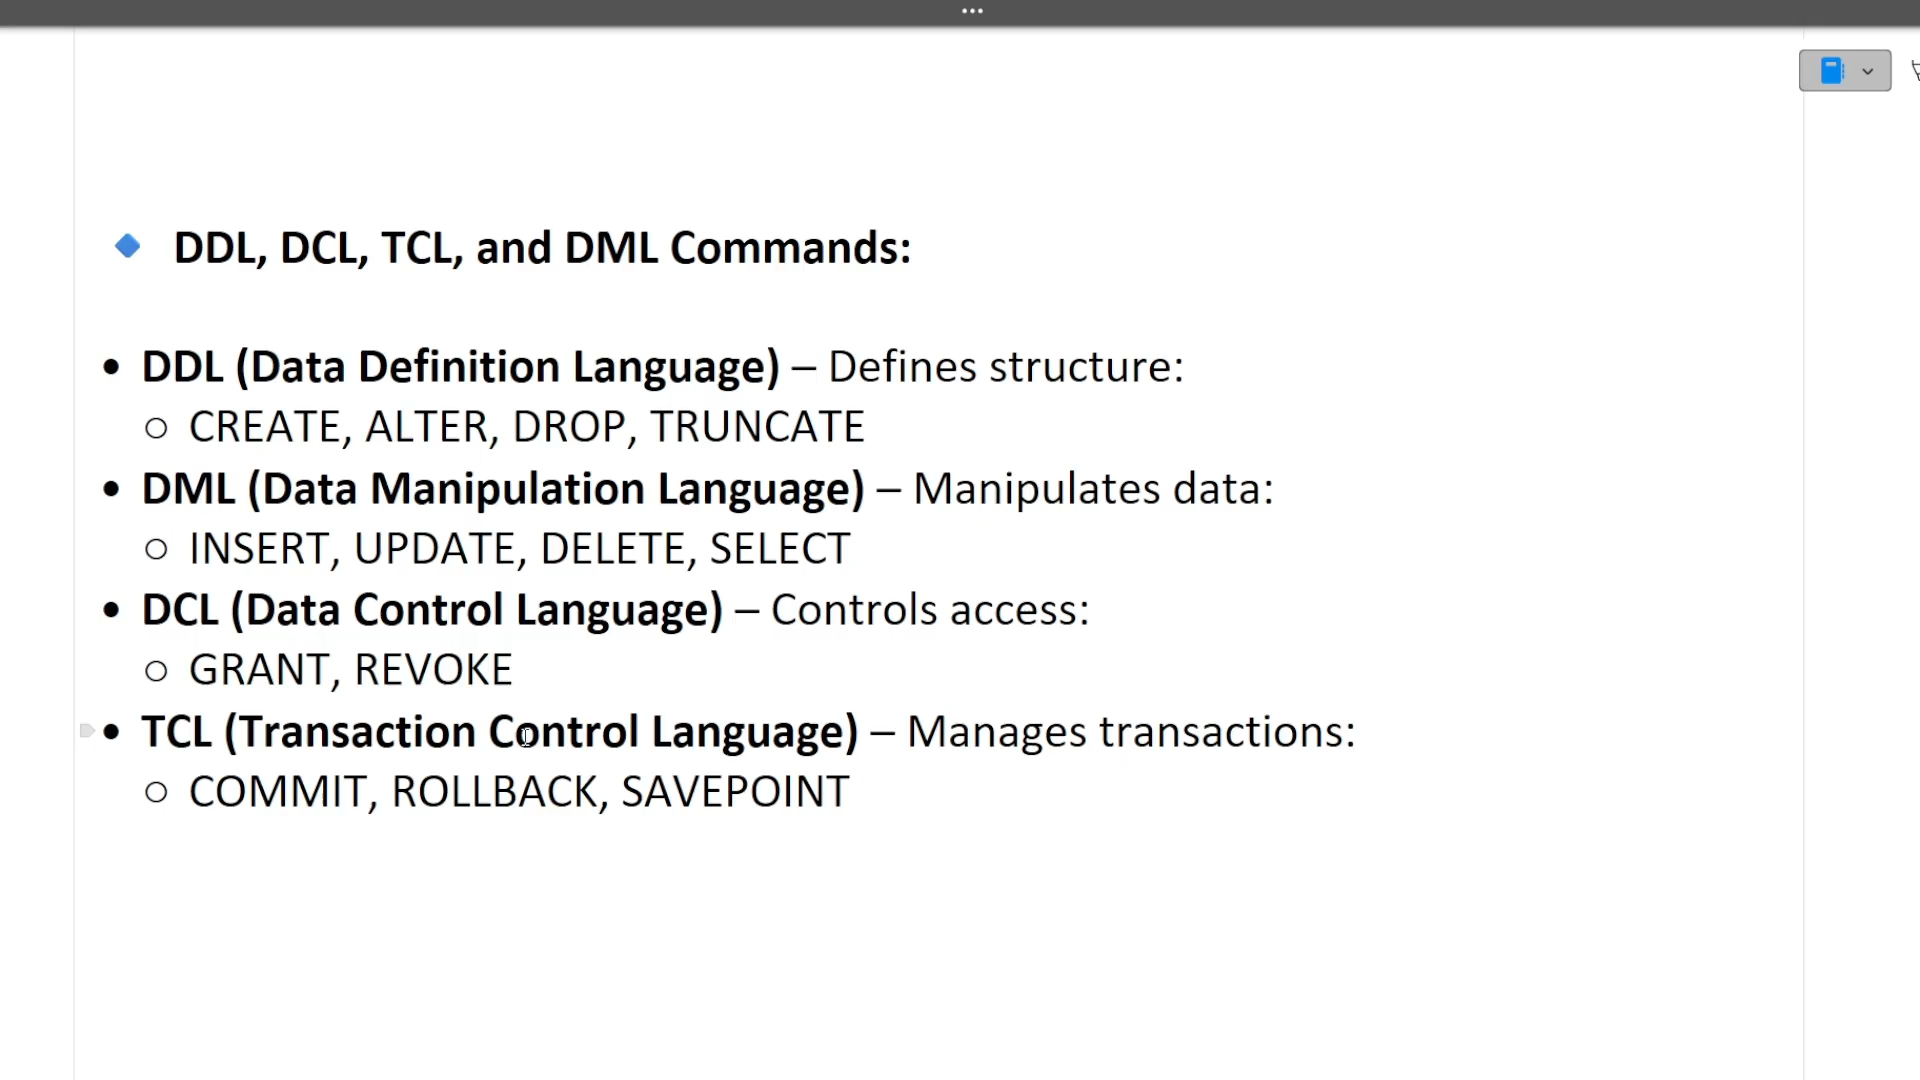 DDL, DCL, TCL, and DML Commands:
• DDL (Data Definition Language) – Defines structure:
○ CREATE, ALTER, DROP, TRUNCATE
• DML (Data Manipulation Language) – Manipulates data:
○ INSERT, UPDATE, DELETE, SELECT
• DCL (Data Control Language) – Controls access:
○ GRANT, REVOKE
• TCL (Transaction Control Language) – Manages transactions:
○ COMMIT, ROLLBACK, SAVEPOINT